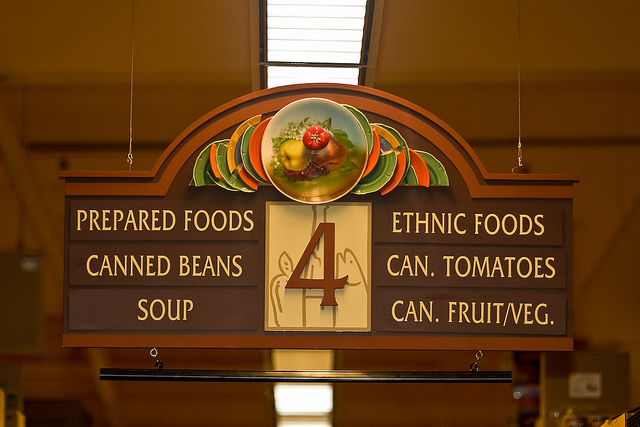 PREPARED FOODS
CANNED BEANS
SOUP
4
ETHNIC FOODS
CAN. TOMATOES
CAN. FRUIT/VEG.